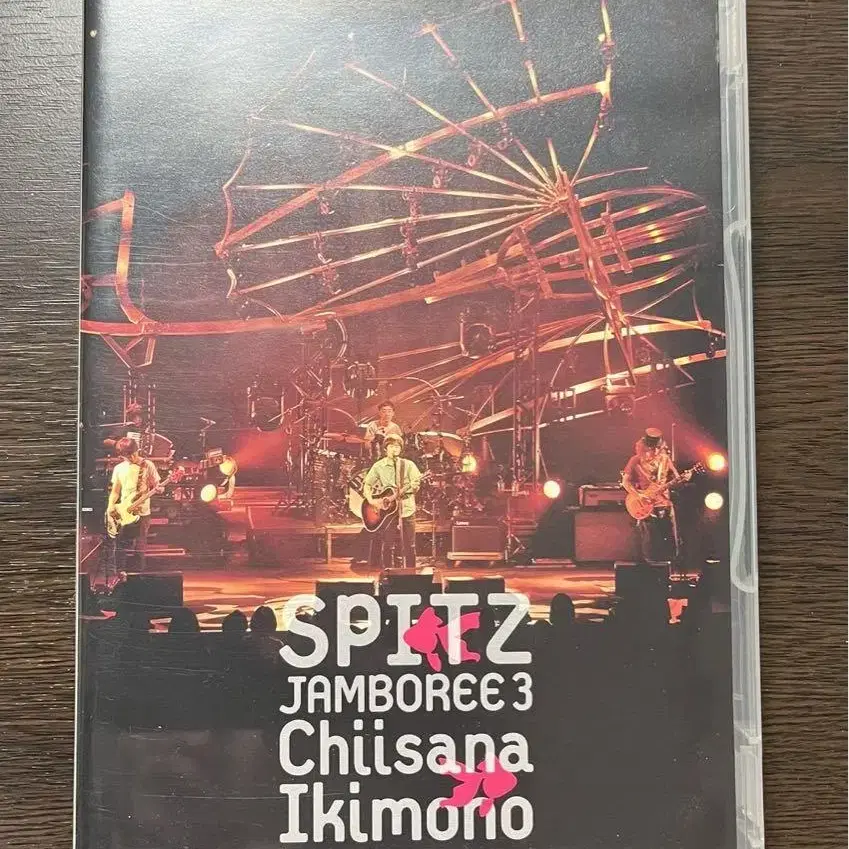 SPITZ
JAMBOREE 3
Chiisana
Ikimono